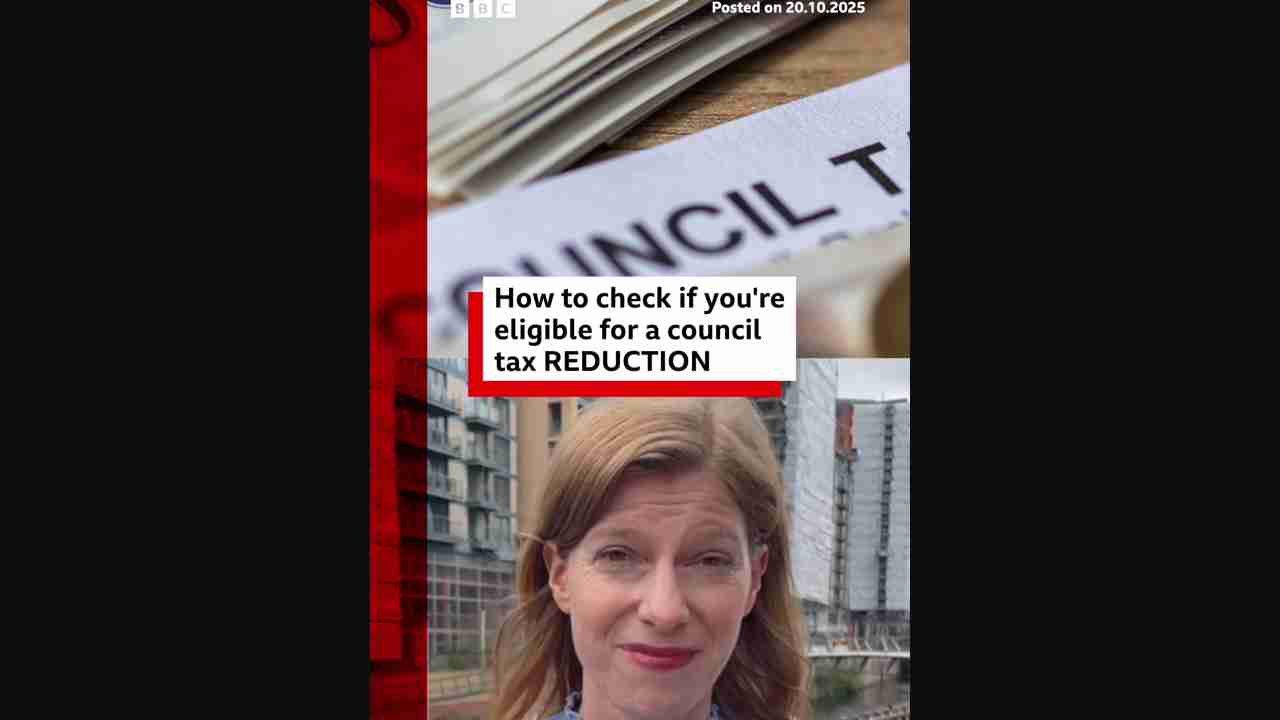 BBC
Posted on 20.10.2025
COUNCIL T
How to check if you're
eligible for a council
tax REDUCTION